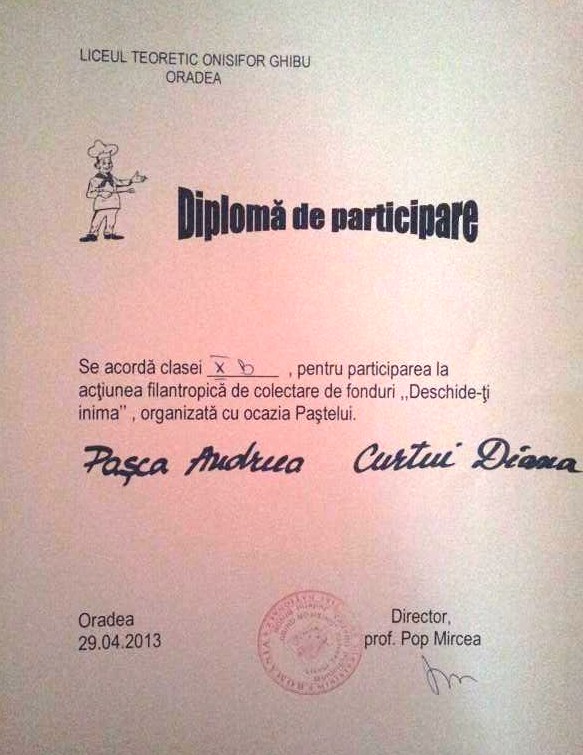 LICEUL TEORETIC ONISIFOR GHIBU
ORADEA
Diplomă de participare
Se acordă clasei X B , pentru participarea la
acţiunea filantropică de colectare de fonduri ,,Deschide-ţi
inima'' , organizată cu ocazia Paştelui.
Paşca Andreea Curtui Diana
Oradea
29.04.2013
Director,
prof. Pop Mircea